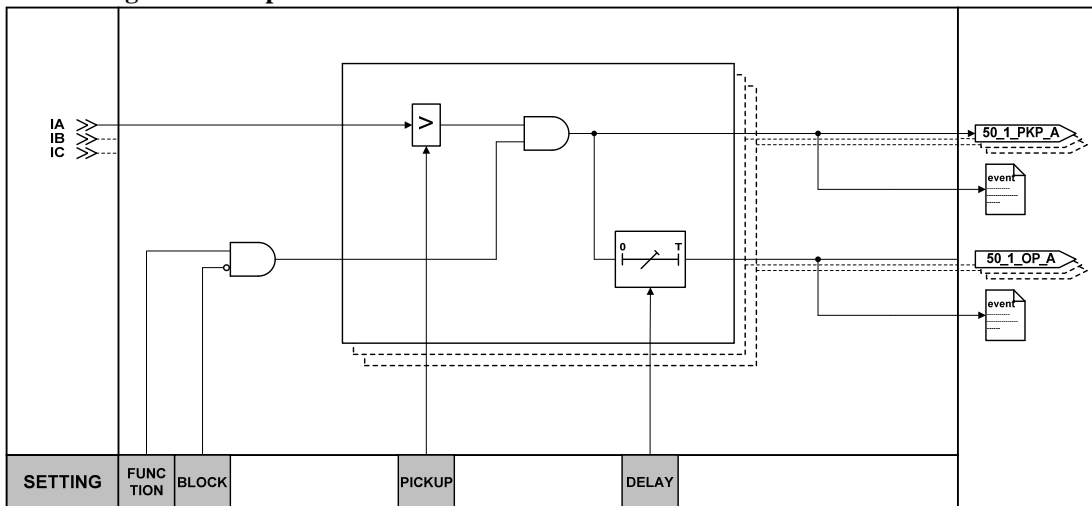 IA
IB
IC
>
50_1_PKP_A
event
0 T
50_1_OP_A
event
SETTING
FUNC
TION
BLOCK
PICKUP
DELAY